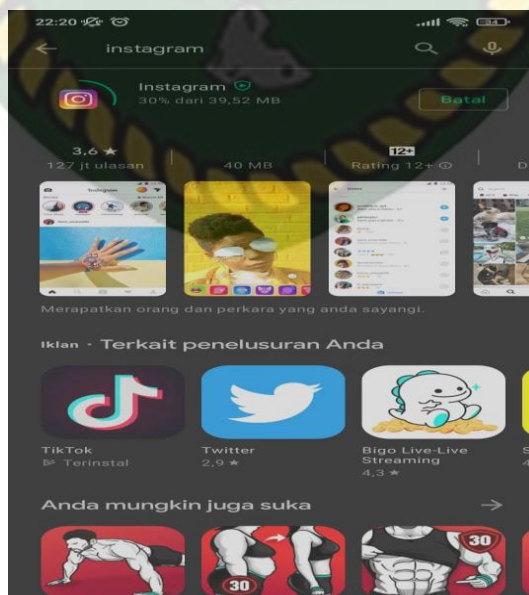 22:20
34
instagram
Instagram
30% dari 39,52 MB
Batal
3,6 ★
127 jt ulasan
40 MB
12+
Rating 12+
D
Merapatkan orang dan perkara yang anda sayangi.
Iklan · Terkait penelusuran Anda
TikTok
Terinstal
Twitter
2,9 ★
Bigo Live-Live
Streaming
4,3 ★
S
4
Anda mungkin juga suka
30
30